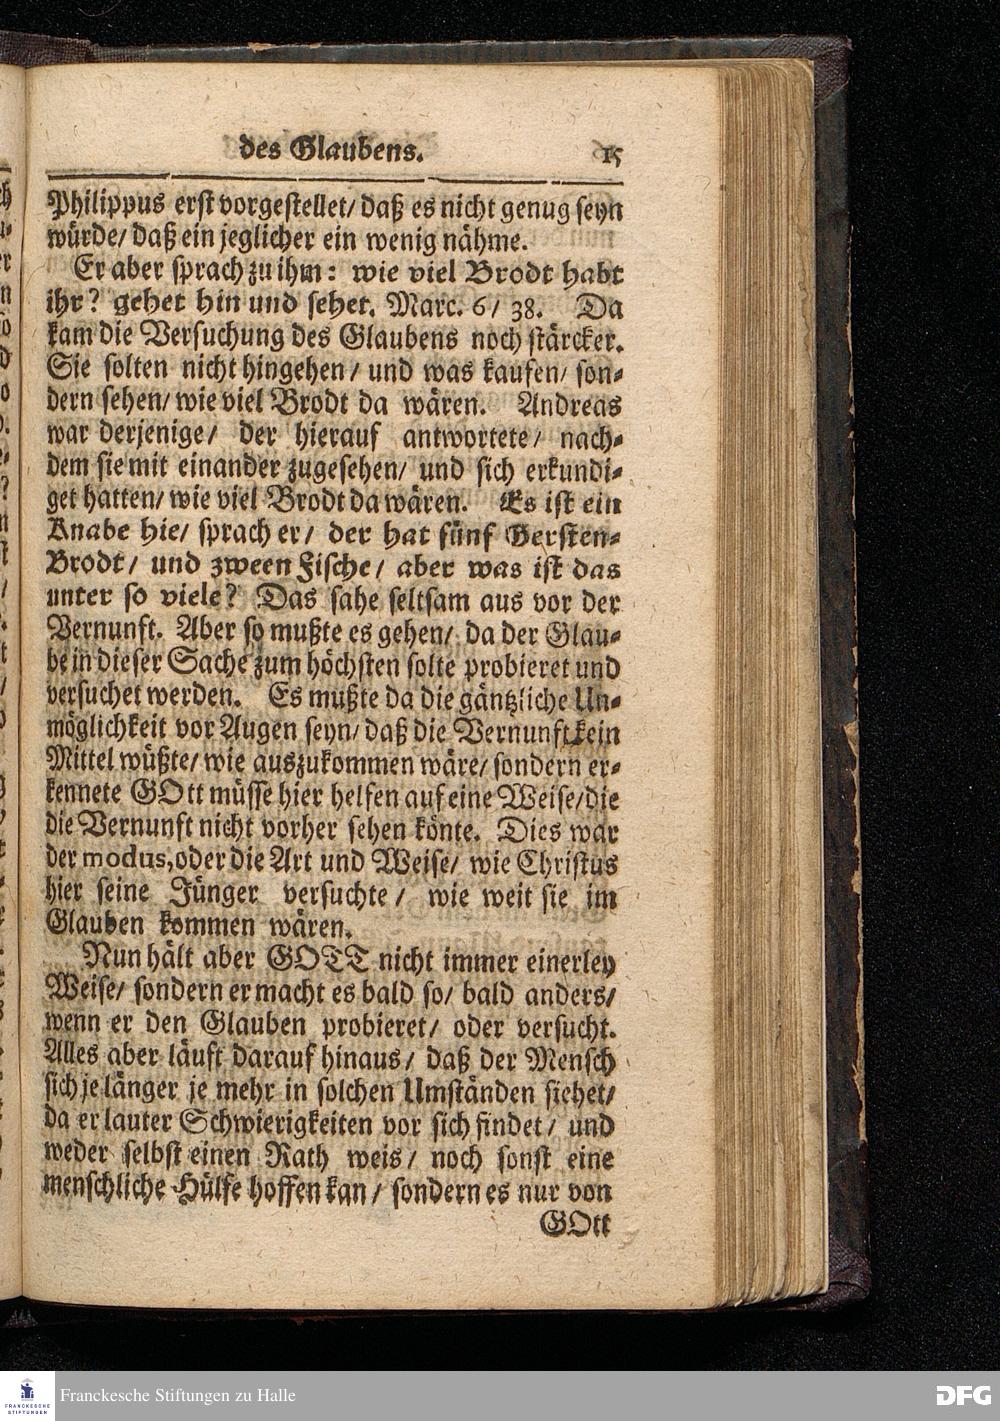 des Glaubens. 15
Philippus erst vorgestellet/ daß es nicht genug seyn
würde/ daß ein jeglicher ein wenig nähme.
Er aber sprach zu ihm: wie viel Brodt habt
ihr? gehet hin und sehet. Marc. 6/ 38. Da
kam die Versuchung des Glaubens noch stärcker.
Sie solten nicht hingehen/ und was kaufen/ son-
dern sehen/ wie viel Brodt da wären. Andreas
war derjenige/ der hierauf antwortete/ nach-
dem sie mit einander zugesehen/ und sich erkundi-
get hatten/ wie viel Brodt da wären. Es ist ein
Knabe hie/ sprach er/ der hat fünf Gersten-
Brodt/ und zween Fische/ aber was ist das
unter so viele? Das sahe seltsam aus vor der
Vernunft. Aber so mußte es gehen/ da der Glau-
be in dieser Sache zum höchsten solte probieret und
versuchet werden. Es mußte da die gäntzliche Un-
möglichkeit vor Augen seyn/ daß die Vernunft kein
Mittel wüßte/ wie auszukommen wäre/ sondern er-
kennete GOtt müsse hier helfen auf eine Weise/die
die Vernunft nicht vorher sehen könte. Dies war
der modus, oder die Art und Weise/ wie Christus
hier seine Jünger versuchte/ wie weit sie im
Glauben kommen wären.
Nun hält aber GOTT nicht immer einerley
Weise/ sondern er macht es bald so/ bald anders/
wenn er den Glauben probieret/ oder versucht.
Alles aber läuft darauf hinaus/ daß der Mensch
sich je länger je mehr in solchen Umständen siehet/
da er lauter Schwierigkeiten vor sich findet/ und
weder selbst einen Rath weis/ noch sonst eine
menschliche Hülfe hoffen kan/ sondern es nur von
GOtt
Franckesche Stiftungen zu Halle
FRANCKESCHE
STIFTUNGEN
DFG